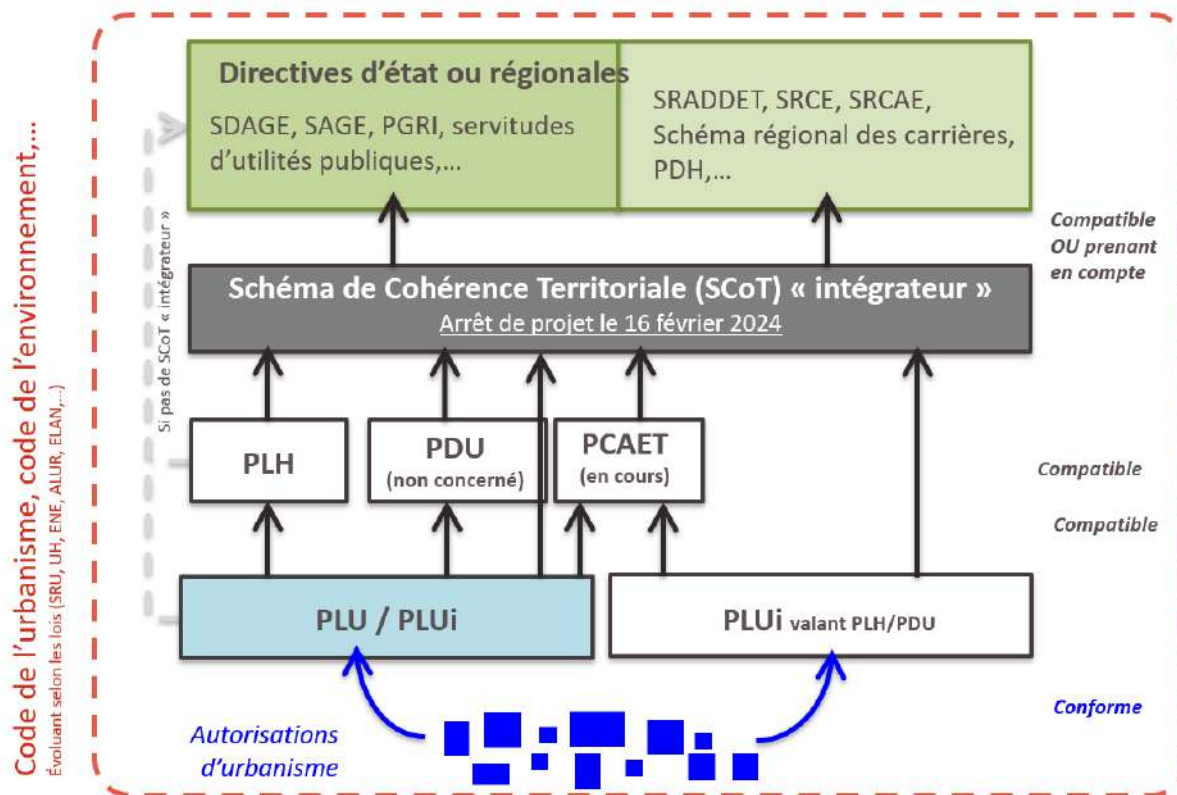 Code de l'urbanisme, code de l'environnement,...
Évoluant selon les lois (SRU, UH, ENE, ALUR, ELAN,...)
Si pas de SCoT « intégrateur »
Directives d'état ou régionales
SDAGE, SAGE, PGRI, servitudes
d'utilités publiques,...
SRADDET, SRCE, SRCAE,
Schéma régional des carrières,
PDH,...
Compatible
OU prenant
en compte
Schéma de Cohérence Territoriale (SCoT) « intégrateur »
Arrêt de projet le 16 février 2024
PLH
PDU
(non concerné)
PCAET
(en cours)
Compatible
Compatible
PLU / PLUi
PLUi valant PLH/PDU
Conforme
Autorisations
d'urbanisme